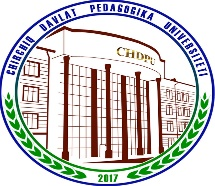 CHIRCHIQ DAVLAT PEDAGOGIKA UNIVERSITETI
CHDPU
2017